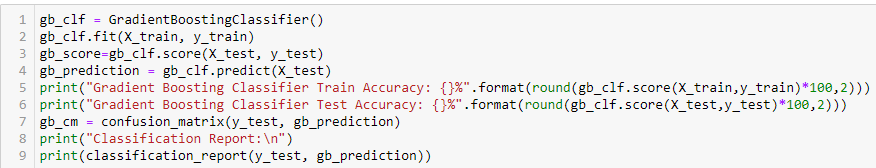 1 gb_clf = GradientBoostingClassifier()
2 gb_clf.fit(X_train, y_train)
3 gb_score=gb_clf.score(X_test, y_test)
4 gb_prediction = gb_clf.predict(X_test)
5 print("Gradient Boosting Classifier Train Accuracy: {}%".format(round(gb_clf.score(X_train,y_train)*100,2)))
6 print("Gradient Boosting Classifier Test Accuracy: {}%".format(round(gb_clf.score(X_test,y_test)*100,2)))
7 gb_cm = confusion_matrix(y_test, gb_prediction)
8 print("Classification Report:\n")
9 print(classification_report(y_test, gb_prediction))